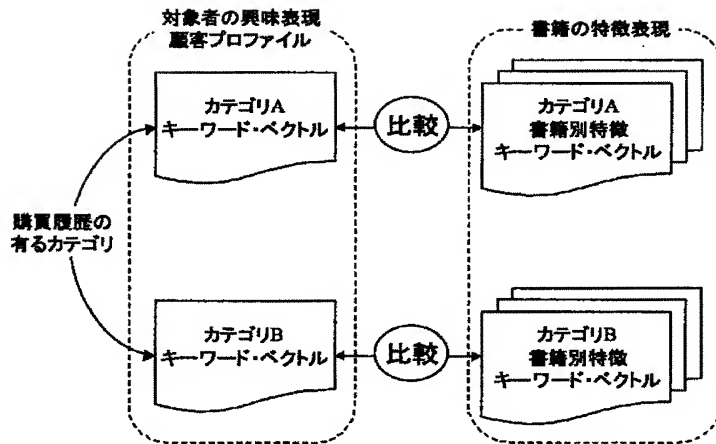 対象者の興味表現
顧客プロファイル
書籍の特徴表現
カテゴリA
キーワード・ベクトル
比較
カテゴリA
書籍別特徴
キーワード・ベクトル
購買履歴の
有るカテゴリ
カテゴリB
キーワード・ベクトル
比較
カテゴリB
書籍別特徴
キーワード・ベクトル